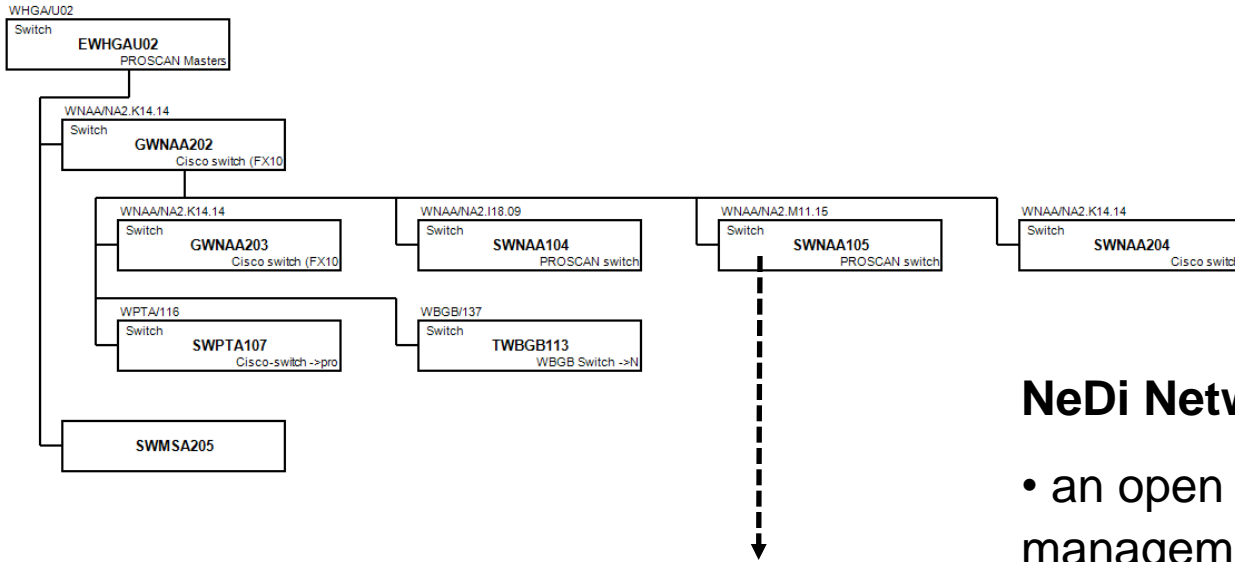 WHGA/U02
Switch
EWHGAU02
PROSCAN Masters
WNAA/NA2.K14.14
Switch
GWNAA202
Cisco switch (FX10
WNAA/NA2.K14.14
Switch
GWNAA203
Cisco switch (FX10
WNAA/NA2.I18.09
Switch
SWNAA104
PROSCAN switch
WNAA/NA2.M11.15
Switch
SWNAA105
PROSCAN switch
WNAA/NA2.K14.14
Switch
SWNAA204
Cisco switch
WPTA/116
Switch
SWPTA107
Cisco-switch ->pro
WBGB/137
Switch
TWBGB113
WBGB Switch ->N
SWMSA205
NeDi
• an open